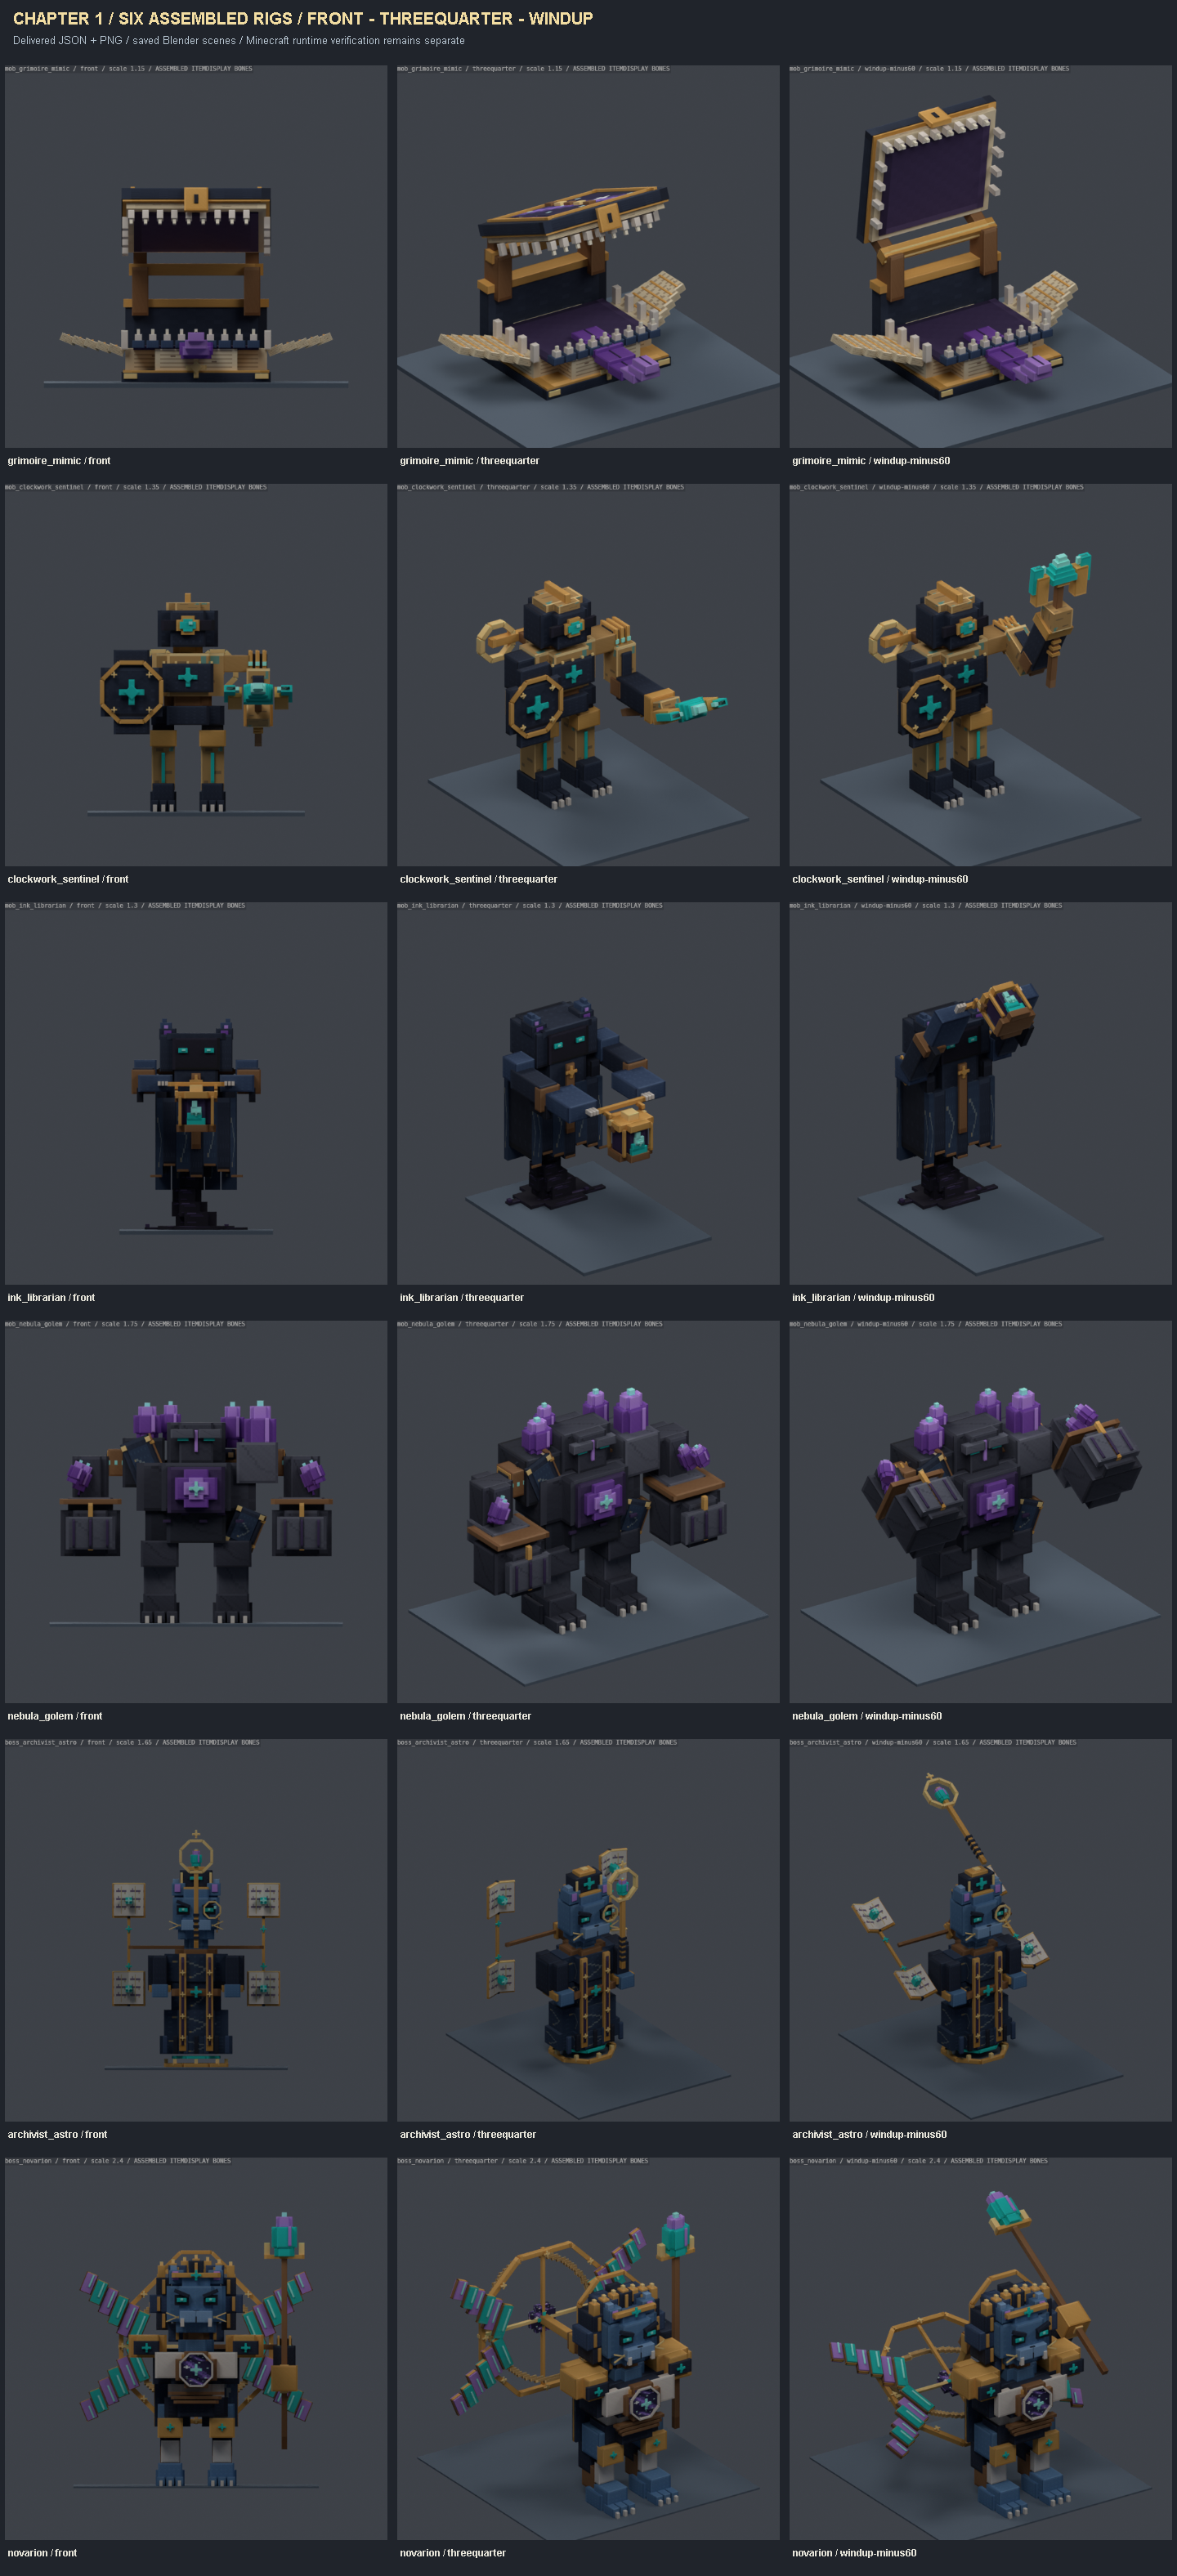 CHAPTER 1 / SIX ASSEMBLED RIGS / FRONT - THREEQUARTER - WINDUP
Delivered JSON + PNG / saved Blender scenes / Minecraft runtime verification remains separate
mob_grimoire_mimic / front / scale 1.15 / ASSEMBLED ITEMDISPLAY BONES
mob_grimoire_mimic / threequarter / scale 1.15 / ASSEMBLED ITEMDISPLAY BONES
mob_grimoire_mimic / windup-minus60 / scale 1.15 / ASSEMBLED ITEMDISPLAY BONES
grimoire_mimic / front
grimoire_mimic / threequarter
grimoire_mimic / windup-minus60
mob_clockwork_sentinel / front / scale 1.35 / ASSEMBLED ITEMDISPLAY BONES
mob_clockwork_sentinel / threequarter / scale 1.35 / ASSEMBLED ITEMDISPLAY BONES
mob_clockwork_sentinel / windup-minus60 / scale 1.35 / ASSEMBLED ITEMDISPLAY BONES
clockwork_sentinel / front
clockwork_sentinel / threequarter
clockwork_sentinel / windup-minus60
mob_ink_librarian / front / scale 1.3 / ASSEMBLED ITEMDISPLAY BONES
mob_ink_librarian / threequarter / scale 1.3 / ASSEMBLED ITEMDISPLAY BONES
mob_ink_librarian / windup-minus60 / scale 1.3 / ASSEMBLED ITEMDISPLAY BONES
ink_librarian / front
ink_librarian / threequarter
ink_librarian / windup-minus60
mob_nebula_golem / front / scale 1.75 / ASSEMBLED ITEMDISPLAY BONES
mob_nebula_golem / threequarter / scale 1.75 / ASSEMBLED ITEMDISPLAY BONES
mob_nebula_golem / windup-minus60 / scale 1.75 / ASSEMBLED ITEMDISPLAY BONES
nebula_golem / front
nebula_golem / threequarter
nebula_golem / windup-minus60
boss_archivist_astro / front / scale 1.65 / ASSEMBLED ITEMDISPLAY BONES
boss_archivist_astro / threequarter / scale 1.65 / ASSEMBLED ITEMDISPLAY BONES
boss_archivist_astro / windup-minus60 / scale 1.65 / ASSEMBLED ITEMDISPLAY BONES
archivist_astro / front
archivist_astro / threequarter
archivist_astro / windup-minus60
boss_novarion / front / scale 2.4 / ASSEMBLED ITEMDISPLAY BONES
boss_novarion / threequarter / scale 2.4 / ASSEMBLED ITEMDISPLAY BONES
boss_novarion / windup-minus60 / scale 2.4 / ASSEMBLED ITEMDISPLAY BONES
novarion / front
novarion / threequarter
novarion / windup-minus60